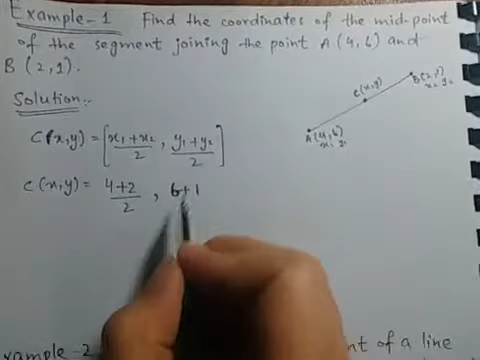 Example-1 Find the coordinates of the mid-point
of the segment joining the point A (4,6) and
B (2,1).
Solution:-
C(x,y) = [x₁+x₂/2 , y₁+y₂/2]
C(x,y) = 4+2/2 , 6+1
C(x,y)
B(2,1)
x₂ y₂
A(4,6)
x₁ y₁
xample-2 nt of a line